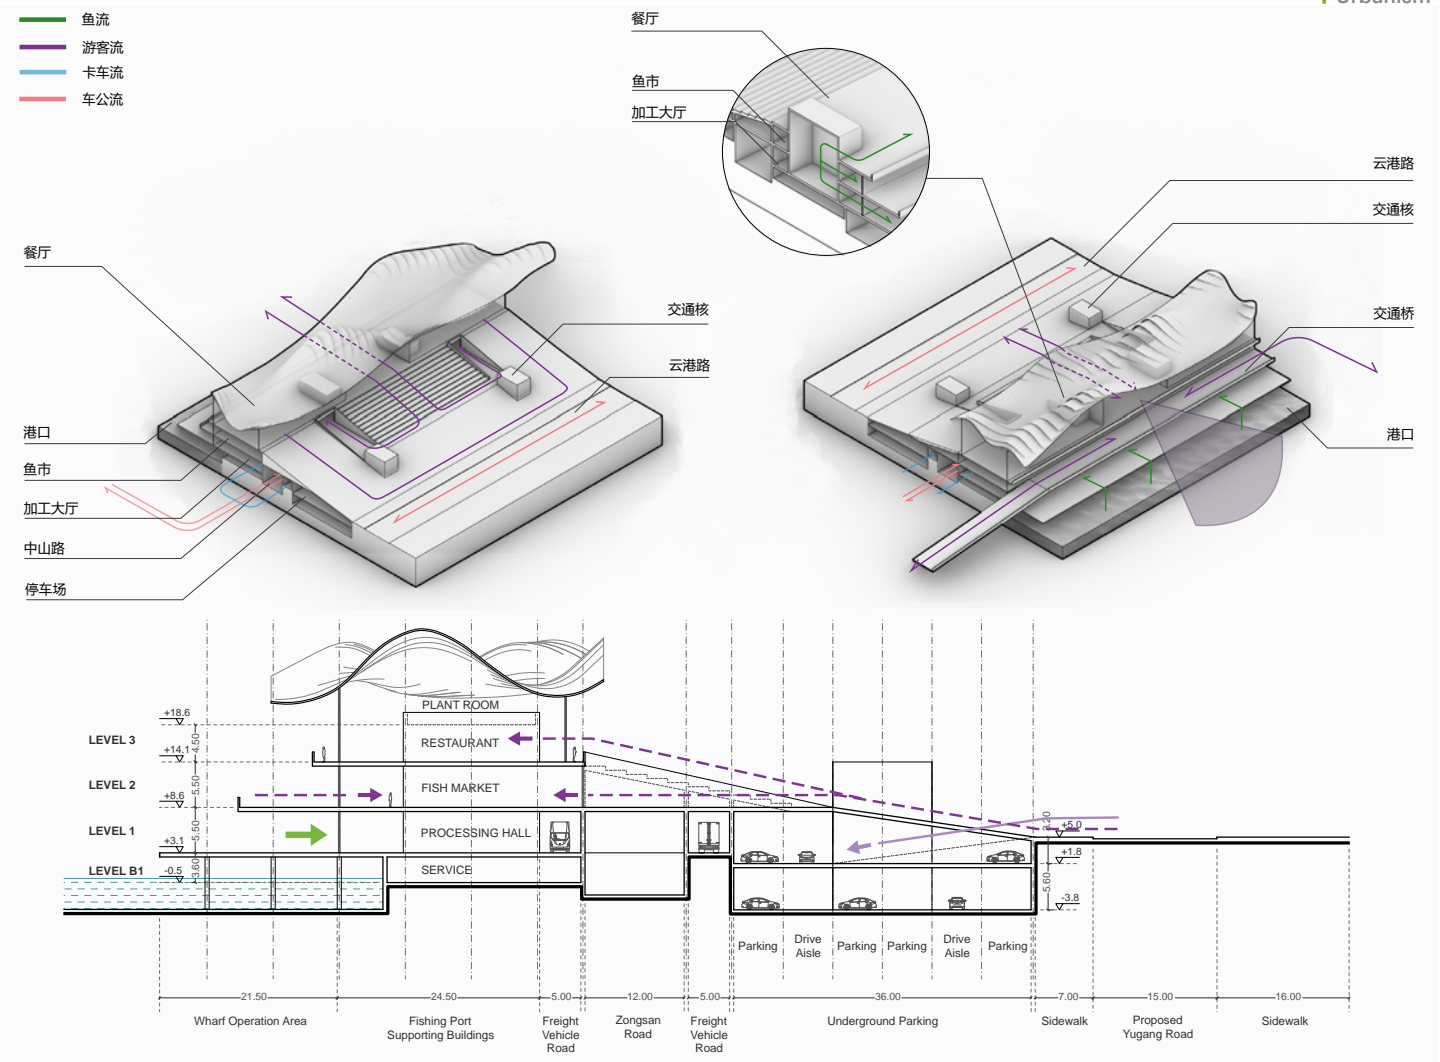 Urbanism
鱼流
游客流
卡车流
车公流
餐厅
鱼市
加工大厅
云港路
交通核
交通桥
港口
餐厅
交通核
云港路
港口
鱼市
加工大厅
中山路
停车场
PLANT ROOM
+18.6
LEVEL 3
4.50
RESTAURANT
+14.1
LEVEL 2
5.50
FISH MARKET
+8.6
LEVEL 1
5.50
PROCESSING HALL
+3.1
LEVEL B1
3.60
SERVICE
-0.5
3.20
+5.0
+1.8
5.60
-3.8
Parking
Drive
Aisle
Parking
Parking
Drive
Aisle
Parking
21.50
24.50
5.00
12.00
5.00
36.00
7.00
15.00
16.00
Wharf Operation Area
Fishing Port
Supporting Buildings
Freight
Vehicle
Road
Zongsan
Road
Freight
Vehicle
Road
Underground Parking
Sidewalk
Proposed
Yugang Road
Sidewalk